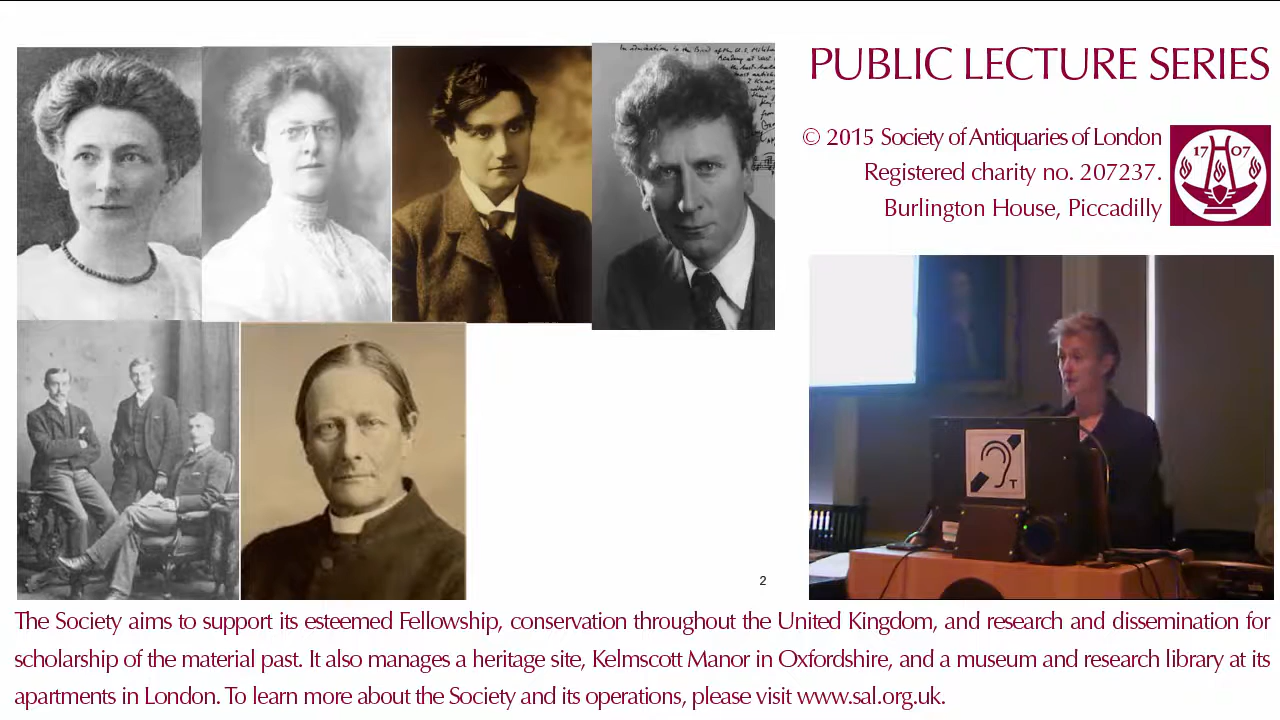 PUBLIC LECTURE SERIES
© 2015 Society of Antiquaries of London
Registered charity no. 207237.
Burlington House, Piccadilly
17 07
T
2
The Society aims to support its esteemed Fellowship, conservation throughout the United Kingdom, and research and dissemination for
scholarship of the material past. It also manages a heritage site, Kelmscott Manor in Oxfordshire, and a museum and research library at its
apartments in London. To learn more about the Society and its operations, please visit www.sal.org.uk.